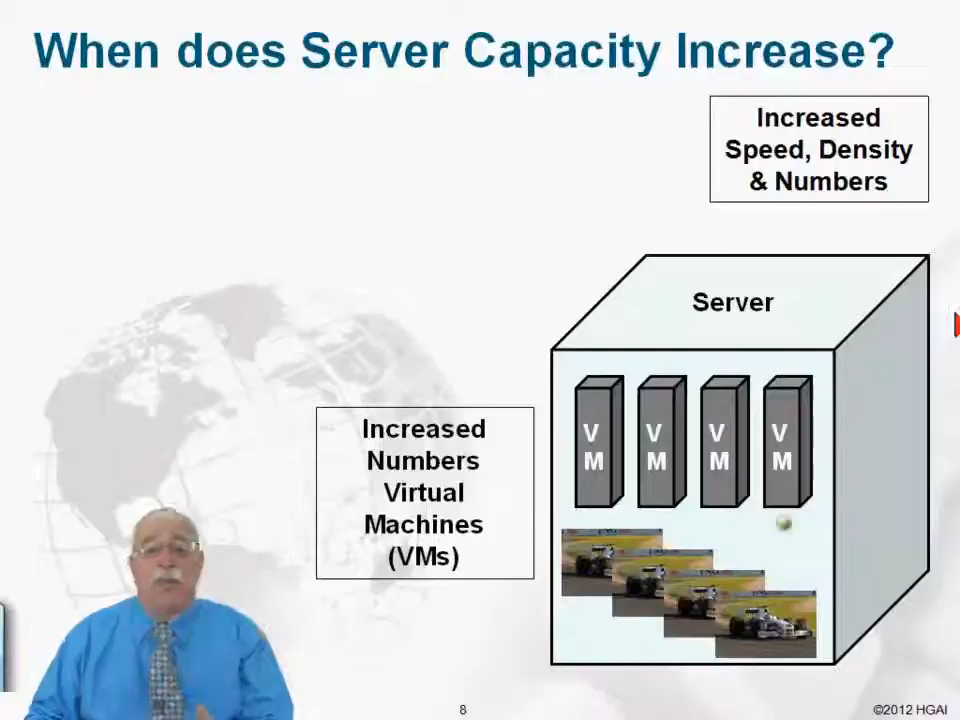 When does Server Capacity Increase?
Increased
Speed, Density
& Numbers
Server
V
M
V
M
V
M
V
M
Increased
Numbers
Virtual
Machines
(VMs)
8
©2012 HGAI